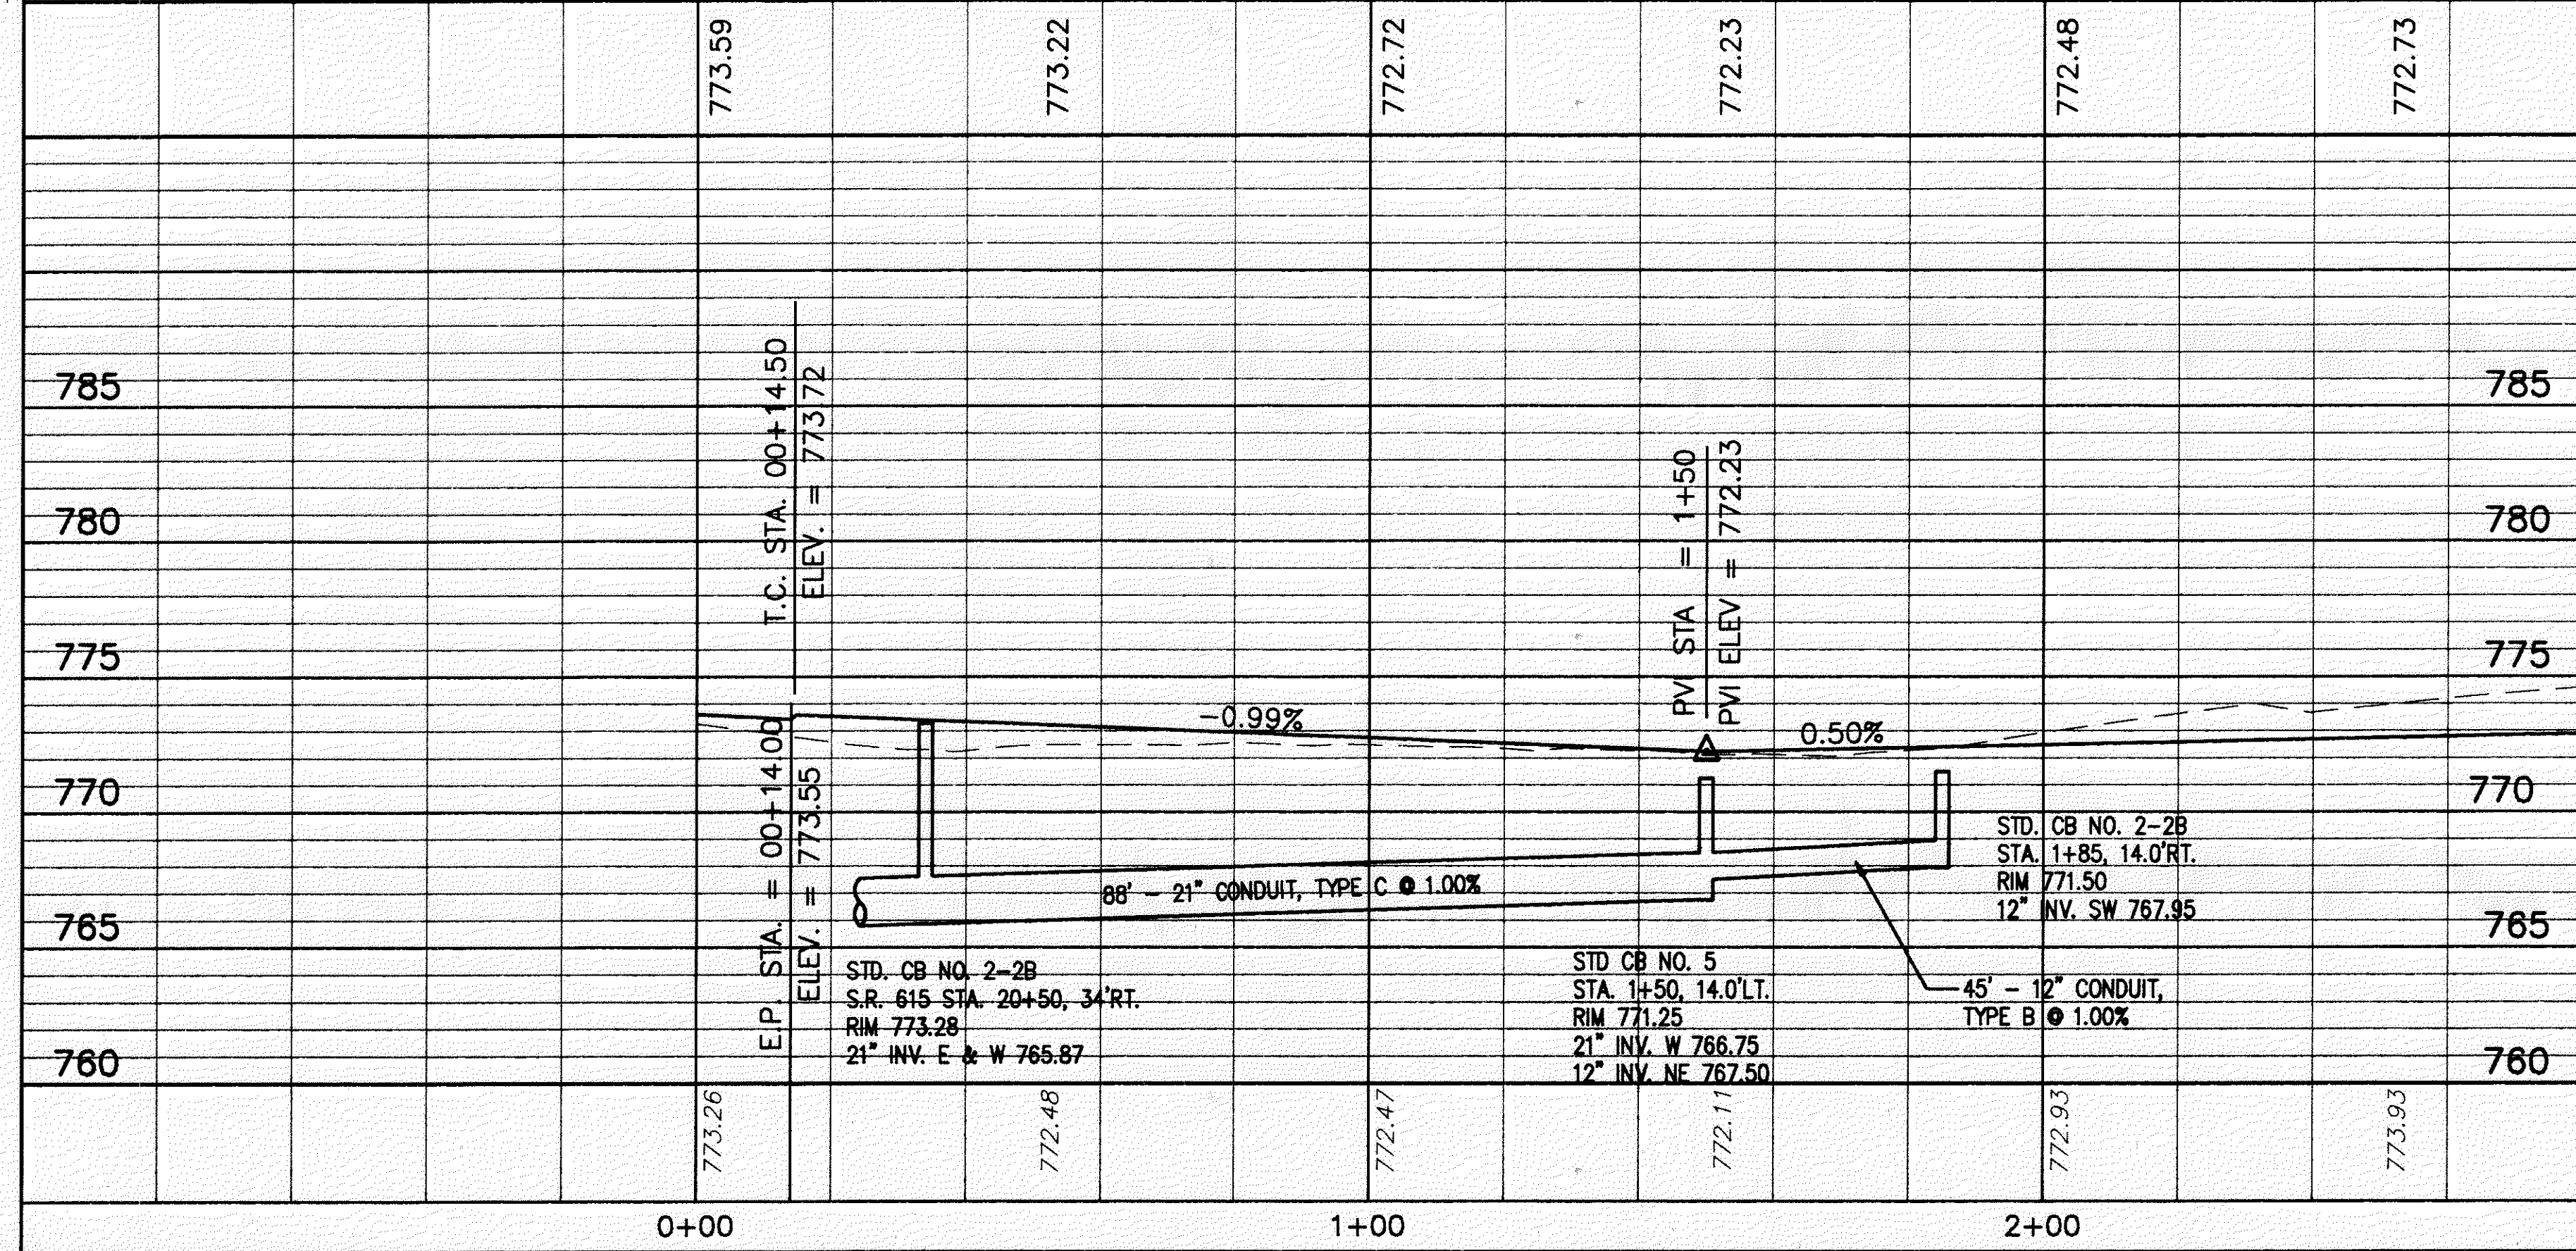 773.59
773.22
772.72
772.23
772.48
772.73
785
785
780
780
775
775
770
770
765
765
760
760
T.C. STA. 00+14.50
ELEV. = 773.72
E.P. STA. = 00+14.00
ELEV. = 773.55
-0.99%
PVI STA = 1+50
PVI ELEV = 772.23
0.50%
88' - 21" CONDUIT, TYPE C @ 1.00%
STD. CB NO. 2-2B
S.R. 615 STA. 20+50, 34'RT.
RIM 773.28
21" INV. E & W 765.87
STD CB NO. 5
STA. 1+50, 14.0'LT.
RIM 771.25
21" INV. W 766.75
12" INV. NE 767.50
STD. CB NO. 2-2B
STA. 1+85, 14.0'RT.
RIM 771.50
12" INV. SW 767.95
45' - 12" CONDUIT,
TYPE B @ 1.00%
773.26
772.48
772.47
772.11
772.93
773.93
0+00
1+00
2+00